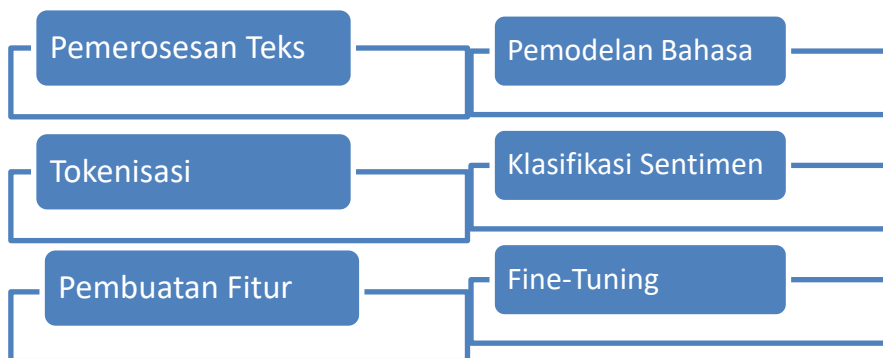 Pemerosesan Teks
Tokenisasi
Pembuatan Fitur
Pemodelan Bahasa
Klasifikasi Sentimen
Fine-Tuning